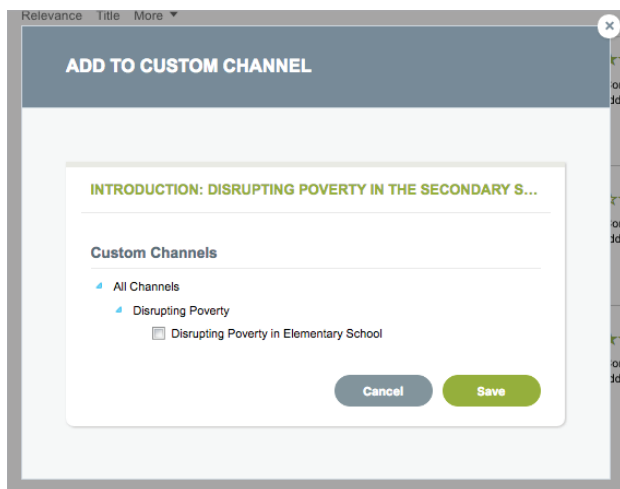 Relevance Title More
ADD TO CUSTOM CHANNEL
INTRODUCTION: DISRUPTING POVERTY IN THE SECONDARY S...
Custom Channels
All Channels
Disrupting Poverty
Disrupting Poverty in Elementary School
Cancel Save